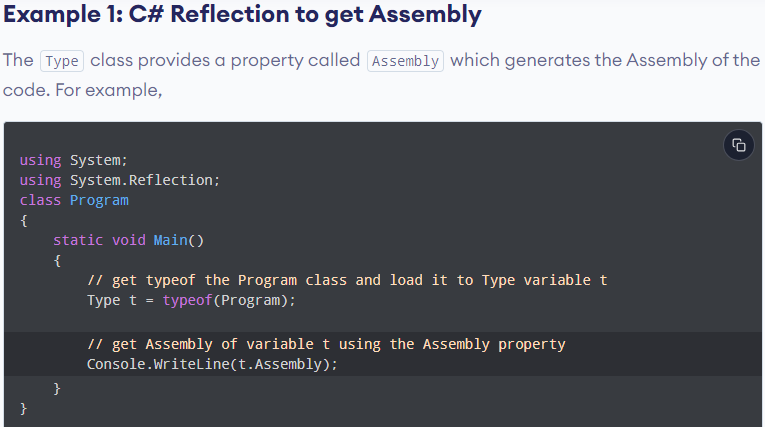 Example 1: C# Reflection to get Assembly
The Type class provides a property called Assembly which generates the Assembly of the
code. For example,
using System;
using System.Reflection;
class Program
{
    static void Main()
    {
        // get typeof the Program class and load it to Type variable t
        Type t = typeof(Program);

        // get Assembly of variable t using the Assembly property
        Console.WriteLine(t.Assembly);
    }
}